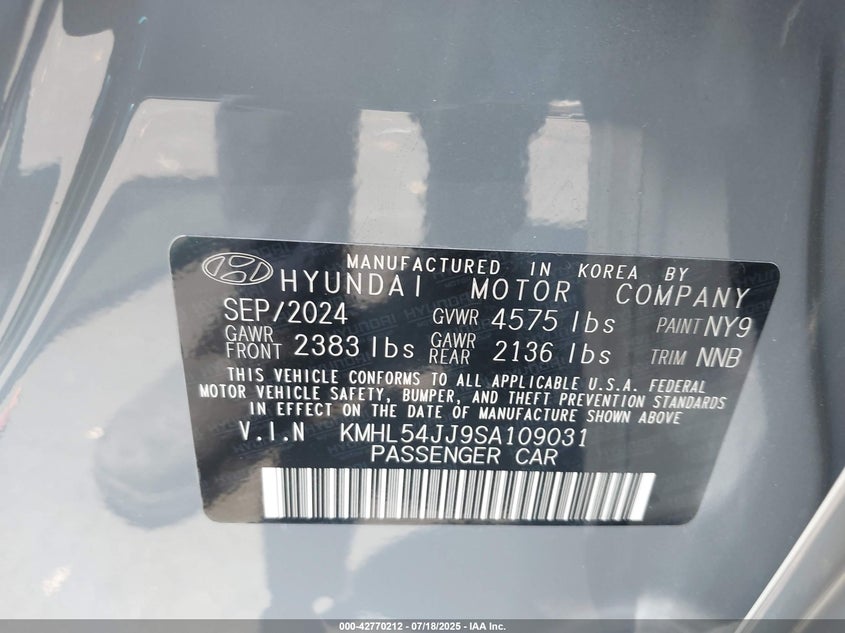 MANUFACTURED IN KOREA BY
HYUNDAI MOTOR COMPANY
SEP/2024 GVWR 4575 lbs PAINT NY9
GAWR FRONT 2383 lbs GAWR REAR 2136 lbs TRIM NNB
THIS VEHICLE CONFORMS TO ALL APPLICABLE U.S.A. FEDERAL
MOTOR VEHICLE SAFETY, BUMPER, AND THEFT PREVENTION STANDARDS
IN EFFECT ON THE DATE OF MANUFACTURE SHOWN ABOVE
V.I.N KMHL54JJ9SA109031
PASSENGER CAR
000-42770212 - 07/18/2025 - IAA Inc.